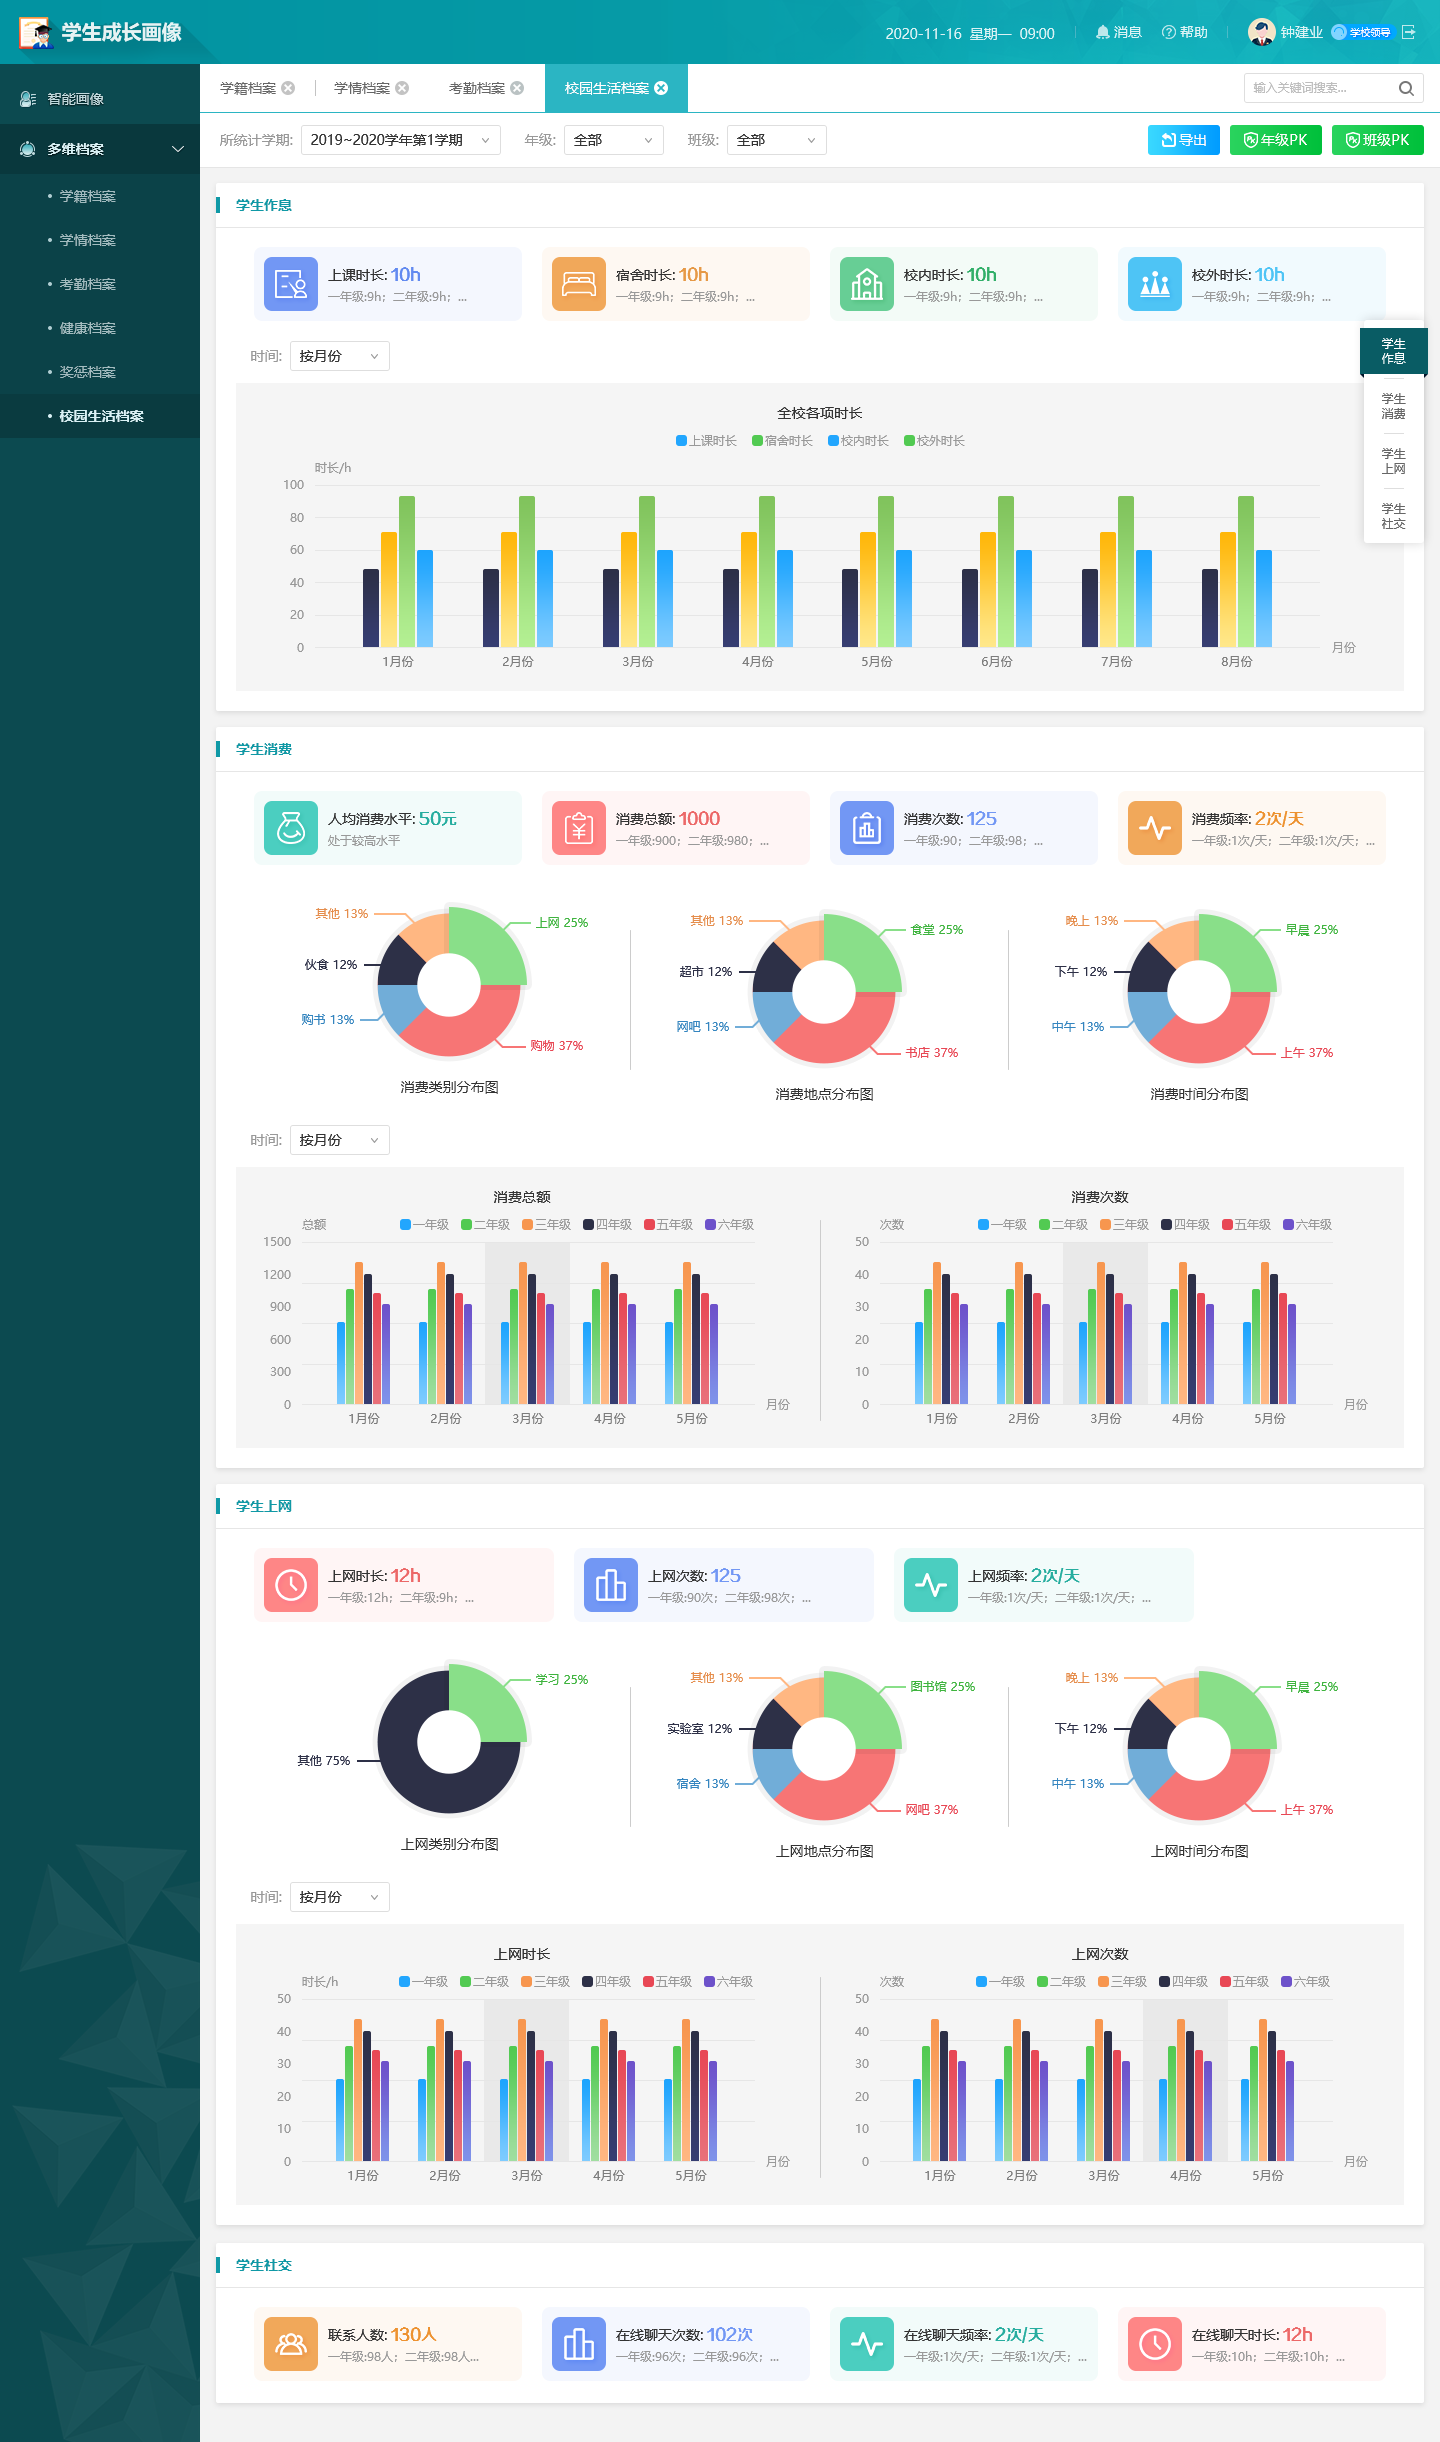 学生成长画像
2020-11-16 星期一 09:00 消息 帮助 钟建业 学校领导
智能画像
多维档案
学籍档案
学情档案
考勤档案
健康档案
奖惩档案
校园生活档案
学籍档案 学情档案 考勤档案 校园生活档案 输入关键词搜索...
所统计学期: 2019~2020学年第1学期 年级: 全部 班级: 全部 导出 年级PK 班级PK
学生作息
上课时长: 10h
一年级:9h；二年级:9h；...
宿舍时长: 10h
一年级:9h；二年级:9h；...
校内时长: 10h
一年级:9h；二年级:9h；...
校外时长: 10h
一年级:9h；二年级:9h；...
学生
作息
学生
消费
学生
上网
学生
社交
时间: 按月份
全校各项时长
上课时长 宿舍时长 校内时长 校外时长
时长/h
100
80
60
40
20
0
1月份 2月份 3月份 4月份 5月份 6月份 7月份 8月份
月份
学生消费
人均消费水平: 50元
处于较高水平
消费总额: 1000
一年级:900；二年级:980；...
消费次数: 125
一年级:90；二年级:98；...
消费频率: 2次/天
一年级:1次/天；二年级:1次/天；...
其他 13%
上网 25%
伙食 12%
购书 13%
购物 37%
消费类别分布图
其他 13%
食堂 25%
超市 12%
网吧 13%
书店 37%
消费地点分布图
晚上 13%
早晨 25%
下午 12%
中午 13%
上午 37%
消费时间分布图
时间: 按月份
消费总额
总额 一年级 二年级 三年级 四年级 五年级 六年级
1500
1200
900
600
300
0
1月份 2月份 3月份 4月份 5月份
月份
消费次数
次数 一年级 二年级 三年级 四年级 五年级 六年级
50
40
30
20
10
0
1月份 2月份 3月份 4月份 5月份
月份
学生上网
上网时长: 12h
一年级:12h；二年级:9h；...
上网次数: 125
一年级:90次；二年级:98次；...
上网频率: 2次/天
一年级:1次/天；二年级:1次/天；...
学习 25%
其他 75%
上网类别分布图
其他 13%
图书馆 25%
实验室 12%
宿舍 13%
网吧 37%
上网地点分布图
晚上 13%
早晨 25%
下午 12%
中午 13%
上午 37%
上网时间分布图
时间: 按月份
上网时长
时长/h 一年级 二年级 三年级 四年级 五年级 六年级
50
40
30
20
10
0
1月份 2月份 3月份 4月份 5月份
月份
上网次数
次数 一年级 二年级 三年级 四年级 五年级 六年级
50
40
30
20
10
0
1月份 2月份 3月份 4月份 5月份
月份
学生社交
联系人数: 130人
一年级:98人；二年级:98人...
在线聊天次数: 102次
一年级:96次；二年级:96次；...
在线聊天频率: 2次/天
一年级:1次/天；二年级:1次/天；...
在线聊天时长: 12h
一年级:10h；二年级:10h；...